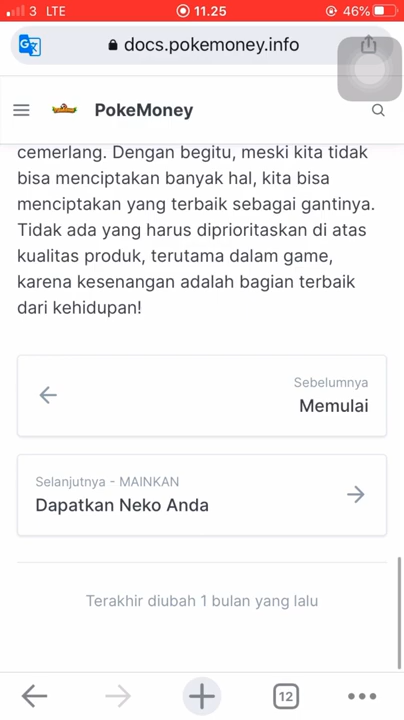 3 LTE
11.25
46%
docs.pokemoney.info
PokeMoney
cemerlang. Dengan begitu, meski kita tidak
bisa menciptakan banyak hal, kita bisa
menciptakan yang terbaik sebagai gantinya.
Tidak ada yang harus diprioritaskan di atas
kualitas produk, terutama dalam game,
karena kesenangan adalah bagian terbaik
dari kehidupan!
Sebelumnya
Memulai
Selanjutnya - MAINKAN
Dapatkan Neko Anda
Terakhir diubah 1 bulan yang lalu
12